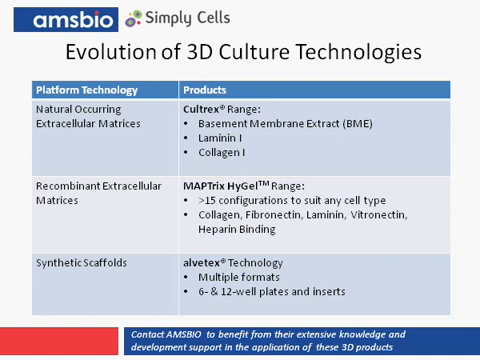 amsbio Simply Cells
Evolution of 3D Culture Technologies
Platform Technology
Products
Natural Occurring
Extracellular Matrices
Cultrex® Range:
• Basement Membrane Extract (BME)
• Laminin I
• Collagen I
Recombinant Extracellular
Matrices
MAPTrix HyGel™ Range:
• >15 configurations to suit any cell type
• Collagen, Fibronectin, Laminin, Vitronectin,
Heparin Binding
Synthetic Scaffolds
alvetex® Technology
• Multiple formats
• 6- & 12-well plates and inserts
Contact AMSBIO to benefit from their extensive knowledge and
development support in the application of these 3D products